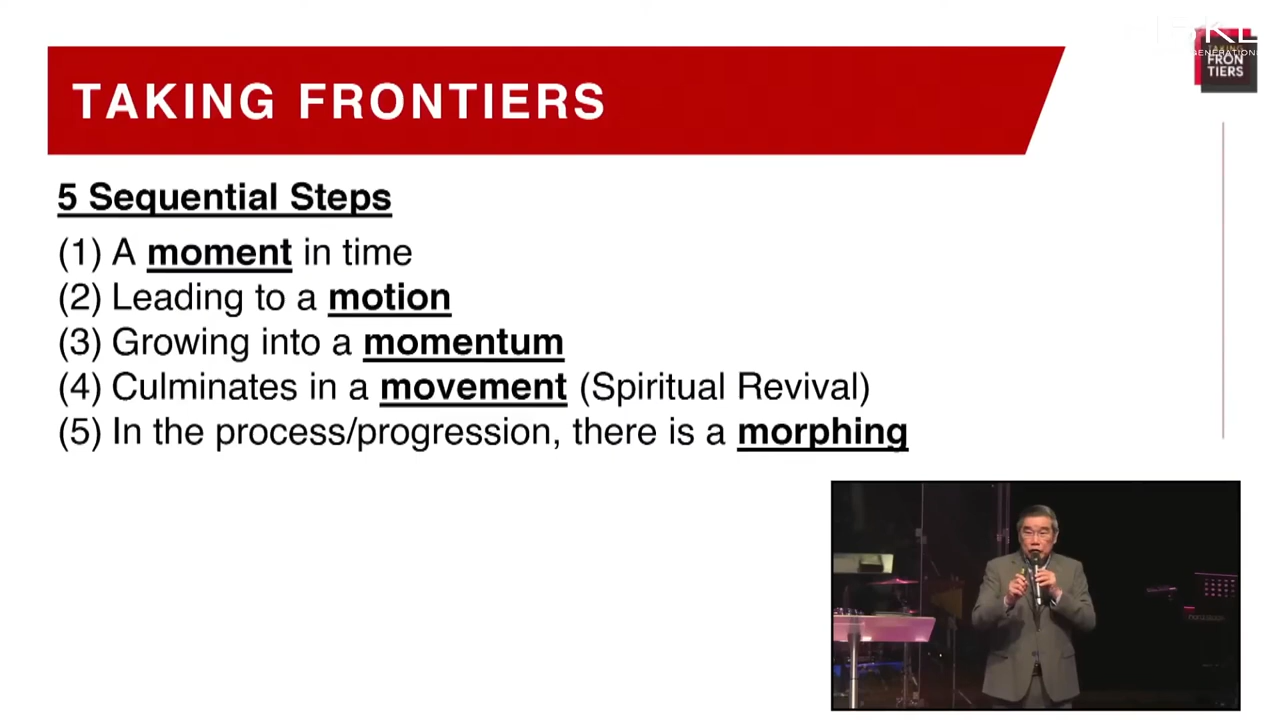 TAKING FRONTIERS
TAKING
FRON
TIERS
5 Sequential Steps
(1) A moment in time
(2) Leading to a motion
(3) Growing into a momentum
(4) Culminates in a movement (Spiritual Revival)
(5) In the process/progression, there is a morphing